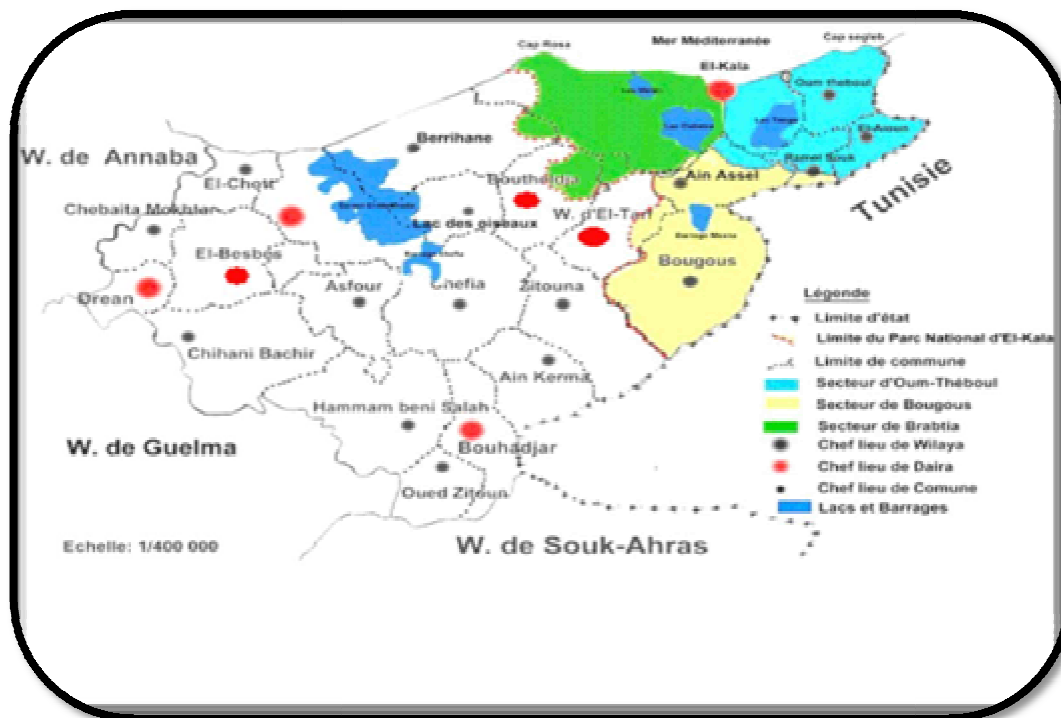 Cap Rosa
Mer Méditerranée
Cap segleb
El-Kala
Oum theboul
El-Aioun
Ramel Souk
Berrihane
W. de Annaba
El-Chott
Boutheldja
Ain Assel
Tunisie
Chebaita Mokhtar
W. d'El-Tarf
Lac des oiseaux
El-Besbes
Bougous
Drean
Asfour
Chefia
Zitouna
Chihani Bachir
Ain Kerma
Hammam beni Salah
W. de Guelma
Bouhadjar
Oued Zitoun
Echelle: 1/400 000
W. de Souk-Ahras
Légende
Limite d'état
Limite du Parc National d'El-Kala
Limite de commune
Secteur d'Oum-Théboul
Secteur de Bougous
Secteur de Brabtia
Chef lieu de Wilaya
Chef lieu de Daira
Chef lieu de Comune
Lacs et Barrages